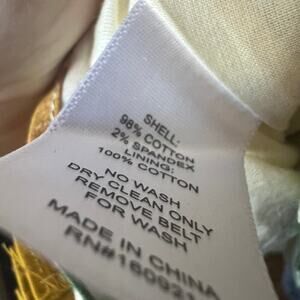 SHELL:
98% COTTON
2% SPANDEX
LINING:
100% COTTON
NO WASH
DRY CLEAN ONLY
REMOVE BELT
FOR WASH
MADE IN CHINA